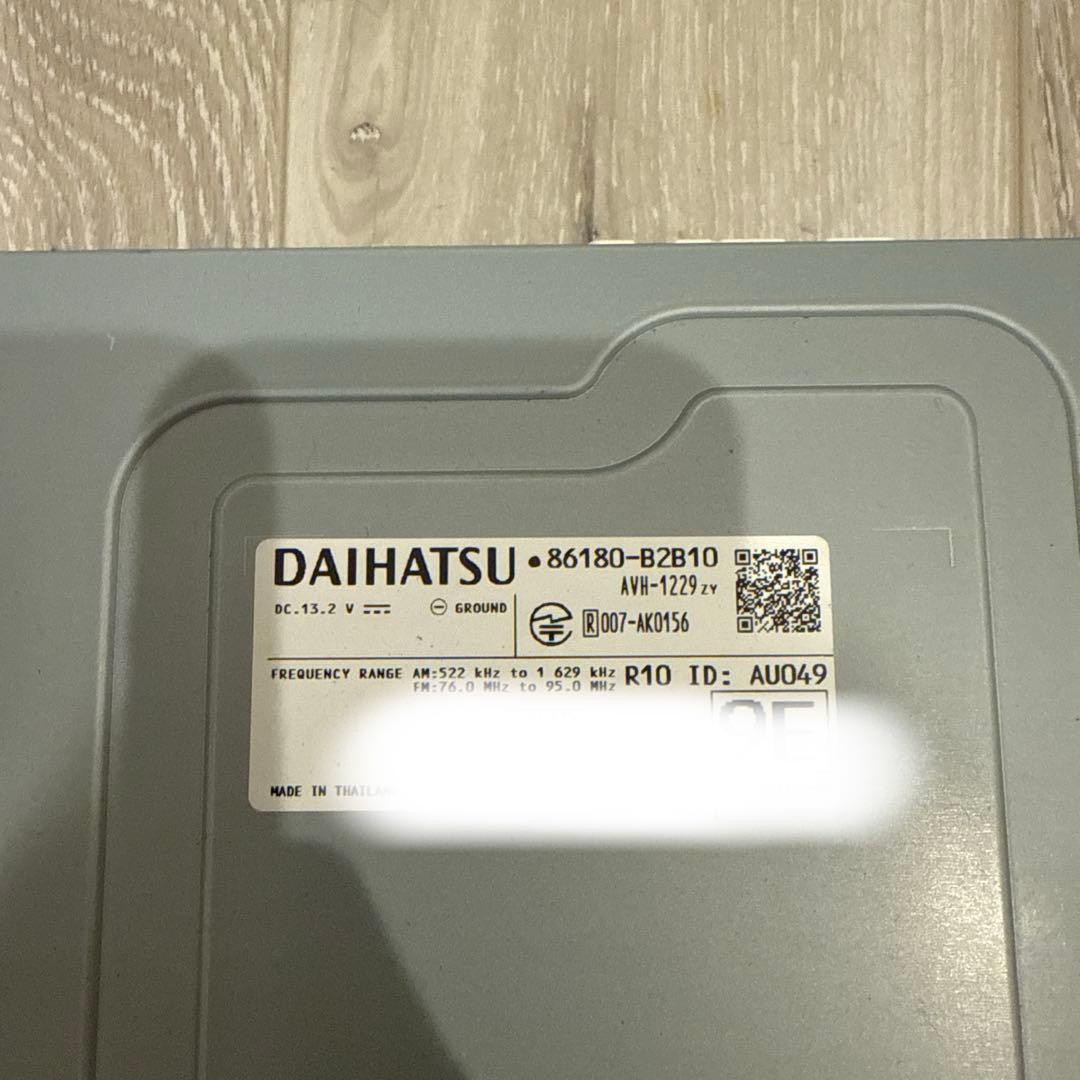 DAIHATSU • 86180-B2B10
AVH-1229 ZY
DC.13.2 V ⊖ GROUND
R 007-AK0156
FREQUENCY RANGE AM:522 kHz to 1 629 kHz R10 ID: AU049
FM:76.0 MHz to 95.0 MHz
9E
MADE IN THAILAN